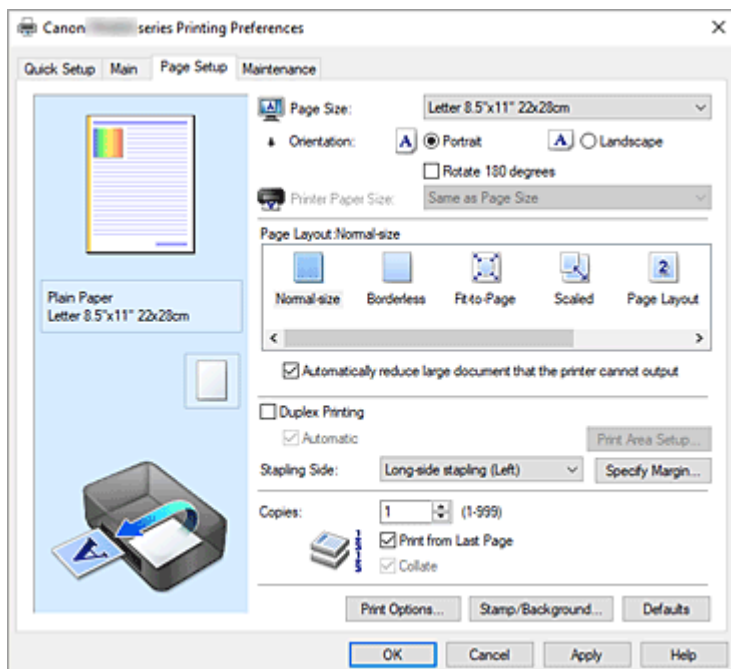 Canon series Printing Preferences
Quick Setup Main Page Setup Maintenance
Page Size: Letter 8.5"x11" 22x28cm
Orientation: A Portrait A Landscape
Rotate 180 degrees
Printer Paper Size: Same as Page Size
Page Layout:Normal-size
2
Normal-size Borderless Fit-to-Page Scaled Page Layout
Plain Paper
Letter 8.5"x11" 22x28cm
Automatically reduce large document that the printer cannot output
Duplex Printing
Automatic Print Area Setup...
Stapling Side: Long-side stapling (Left) Specify Margin...
Copies: 1 (1-999)
Print from Last Page
Collate
A
Print Options... Stamp/Background... Defaults
OK Cancel Apply Help